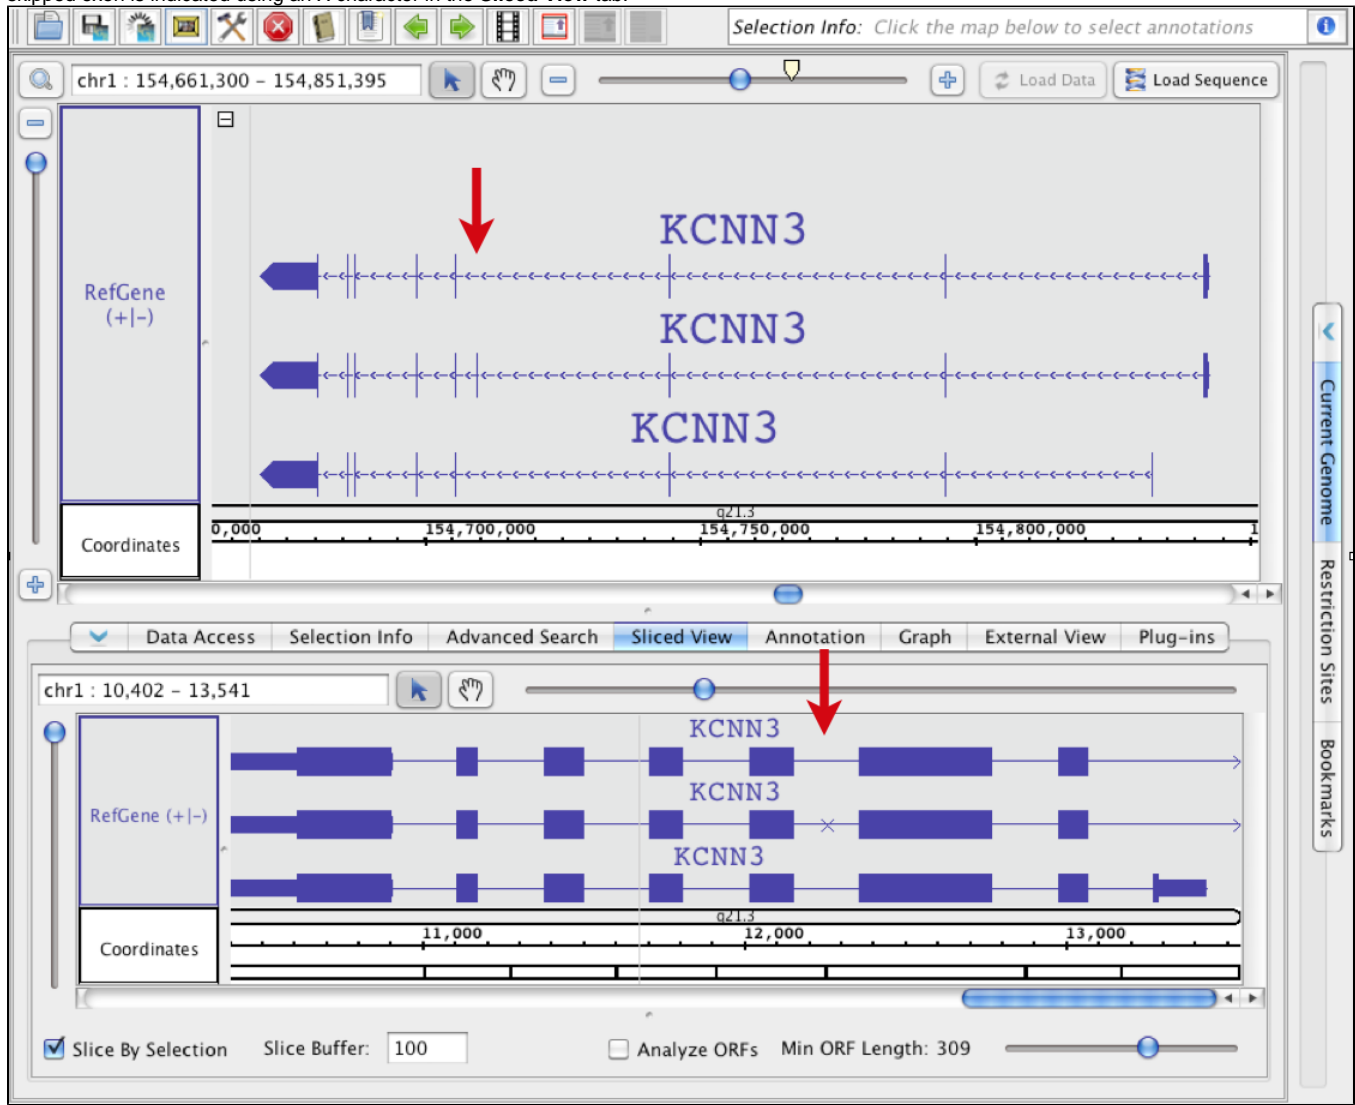 Selection Info: Click the map below to select annotations
chr1 : 154,661,300 – 154,851,395
Load Data
Load Sequence
KCNN3
RefGene
(+|-)
KCNN3
KCNN3
q21.3
0,000 154,700,000 154,750,000 154,800,000 1
Coordinates
Current Genome
Restriction Sites
Bookmarks
Data Access Selection Info Advanced Search Sliced View Annotation Graph External View Plug-ins
chr1 : 10,402 – 13,541
KCNN3
KCNN3
RefGene (+|-)
KCNN3
q21.3
11,000 12,000 13,000
Coordinates
Slice By Selection Slice Buffer: 100 Analyze ORFs Min ORF Length: 309